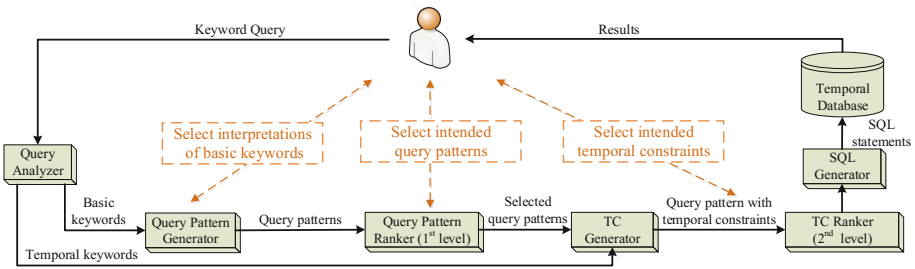 Keyword Query
Results
Temporal
Database
Select interpretations
of basic keywords
Select intended
query patterns
Select intended
temporal constraints
SQL
statements
Query
Analyzer
SQL
Generator
Basic
keywords
Query Pattern
Generator
Query patterns
Query Pattern
Ranker (1st level)
Selected
query patterns
TC
Generator
Query pattern with
temporal constraints
TC Ranker
(2nd level)
Temporal keywords